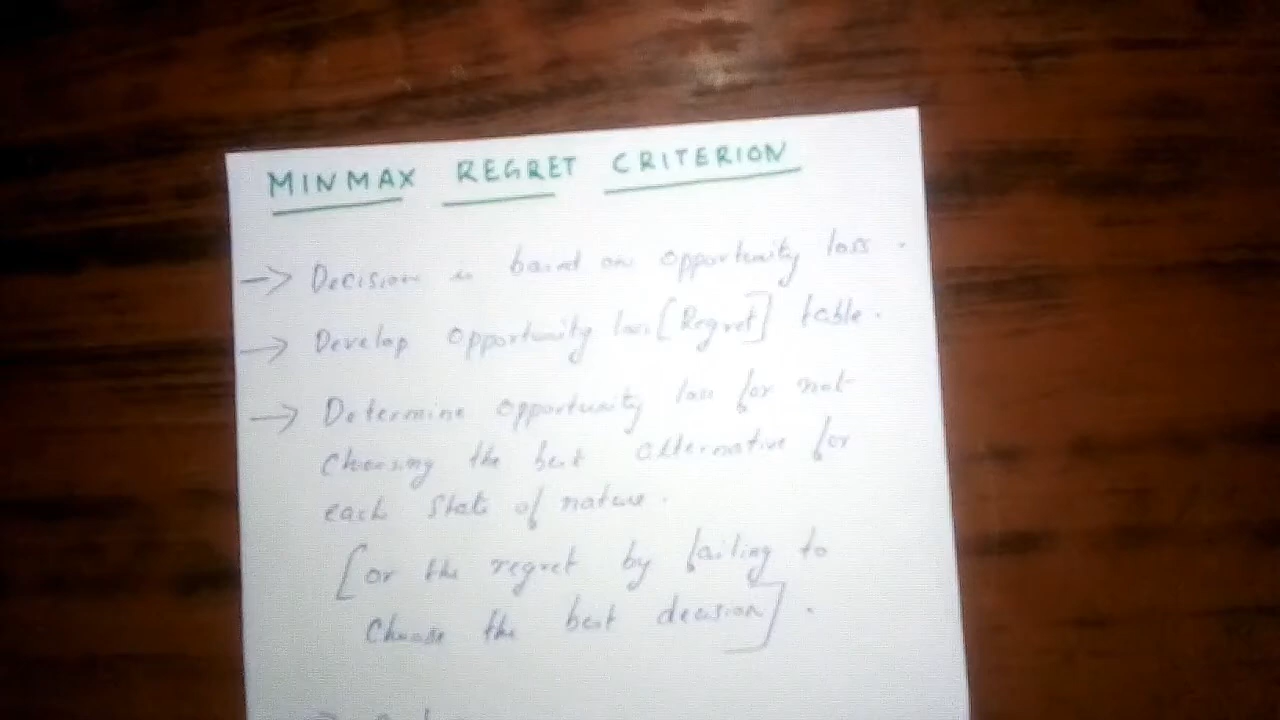 MINMAX REGRET CRITERION
→ Decision is based on opportunity loss.
→ Develop opportunity loss [Regret] table.
→ Determine opportunity loss for not
choosing the best alternative for
each state of nature.
[or the regret by failing to
choose the best decision].